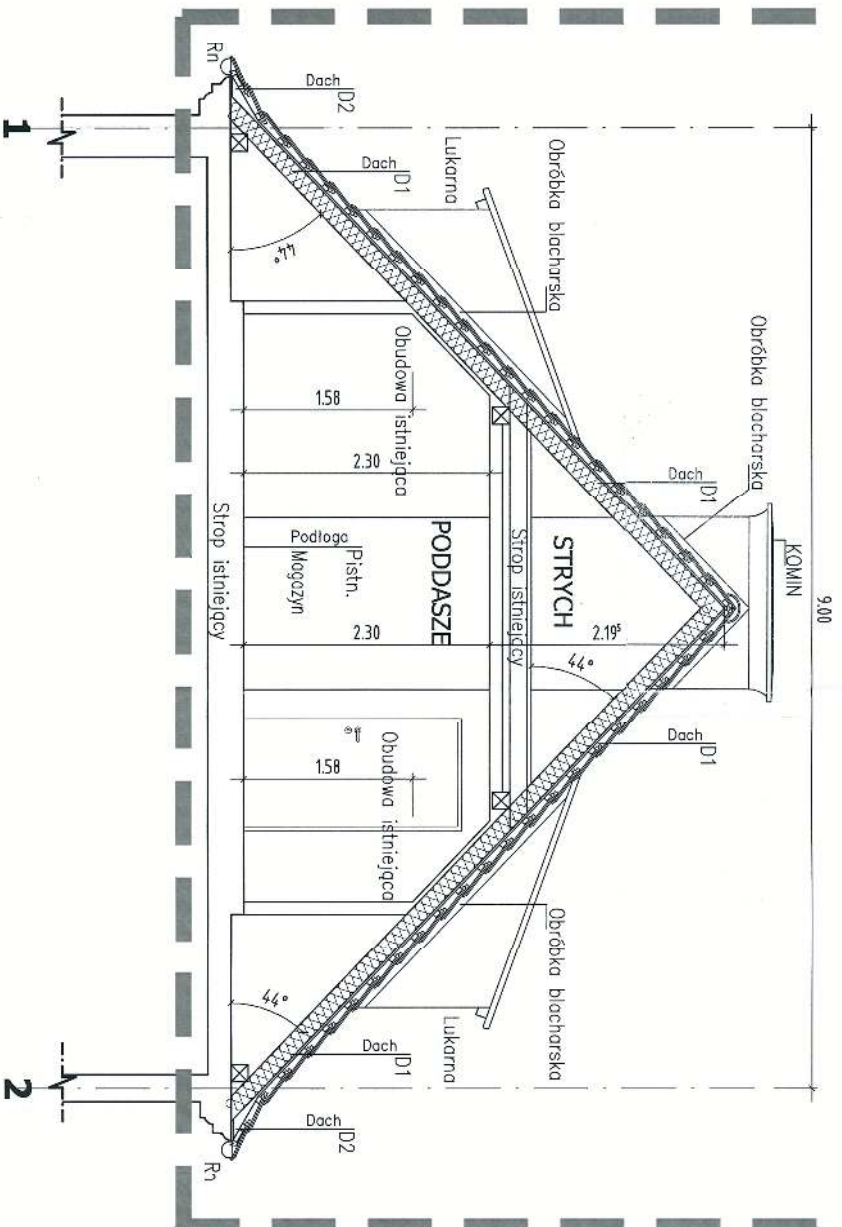 9.00
KOMIN
Obróbka blacharska
Obróbka blacharska
Obróbka blacharska
Dach
D1
Dach
D1
STRYCH
2.19⁵
44°
Strop istniejący
Lukarna
Lukarna
PODDASZE
Obudowa istniejąca
Obudowa istniejąca
1.58
2.30
2.30
1.58
Podłoga
Pistn.
Magazyn
Dach
D1
Dach
D1
44°
44°
Dach
D2
Dach
D2
Rn
Strop istniejący
1
2